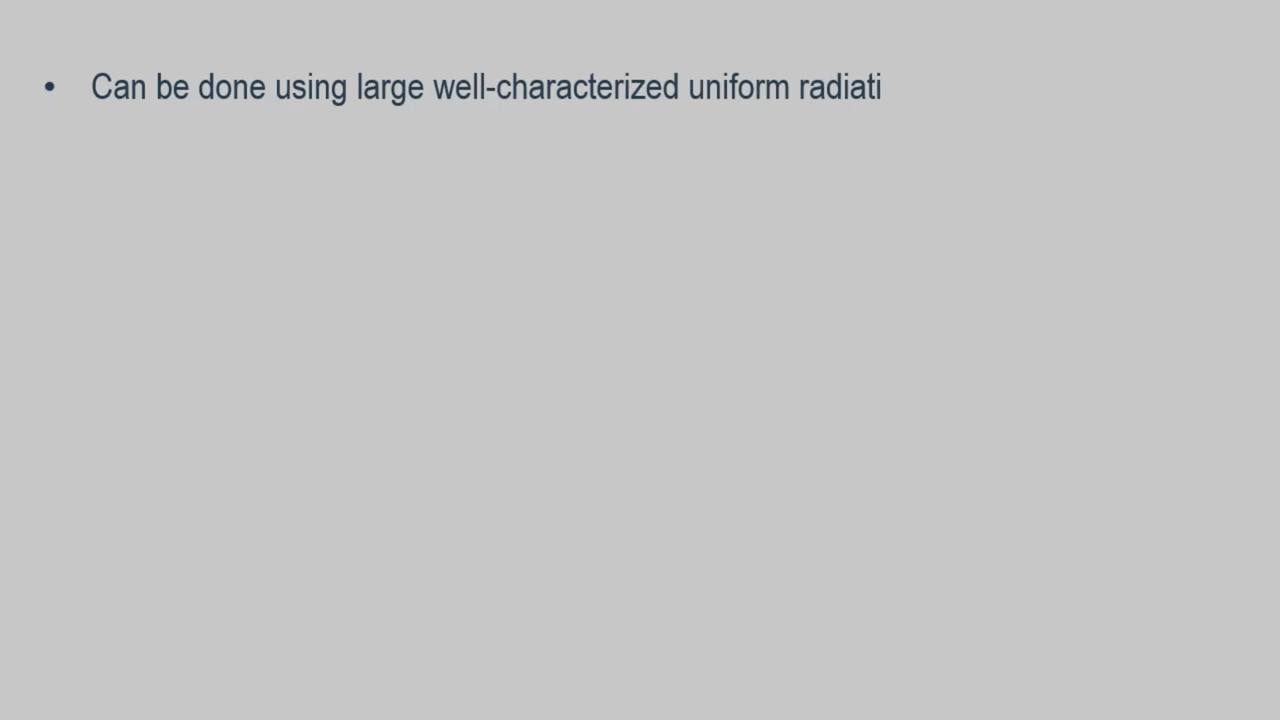 • Can be done using large well-characterized uniform radiati